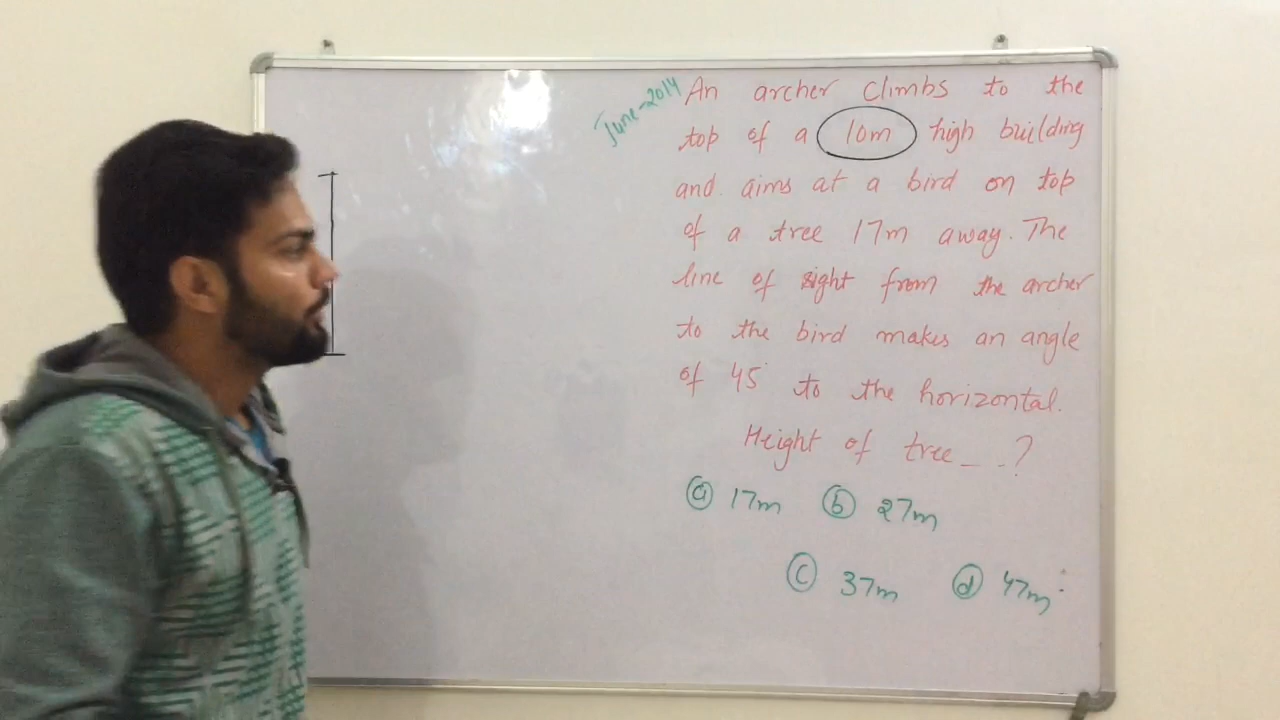 June-2014
An archer climbs to the
top of a 10m high building
and aims at a bird on top
of a tree 17m away. The
line of sight from the archer
to the bird makes an angle
of 45° to the horizontal.
Height of tree - - ?
(a) 17m (b) 27m
(c) 37m (d) 47m